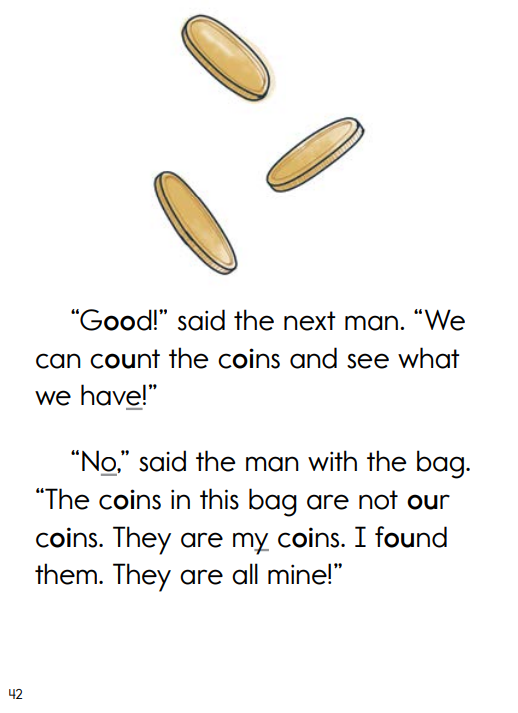 “Good!” said the next man. “We
can count the coins and see what
we have!”
“No,” said the man with the bag.
“The coins in this bag are not our
coins. They are my coins. I found
them. They are all mine!”
42